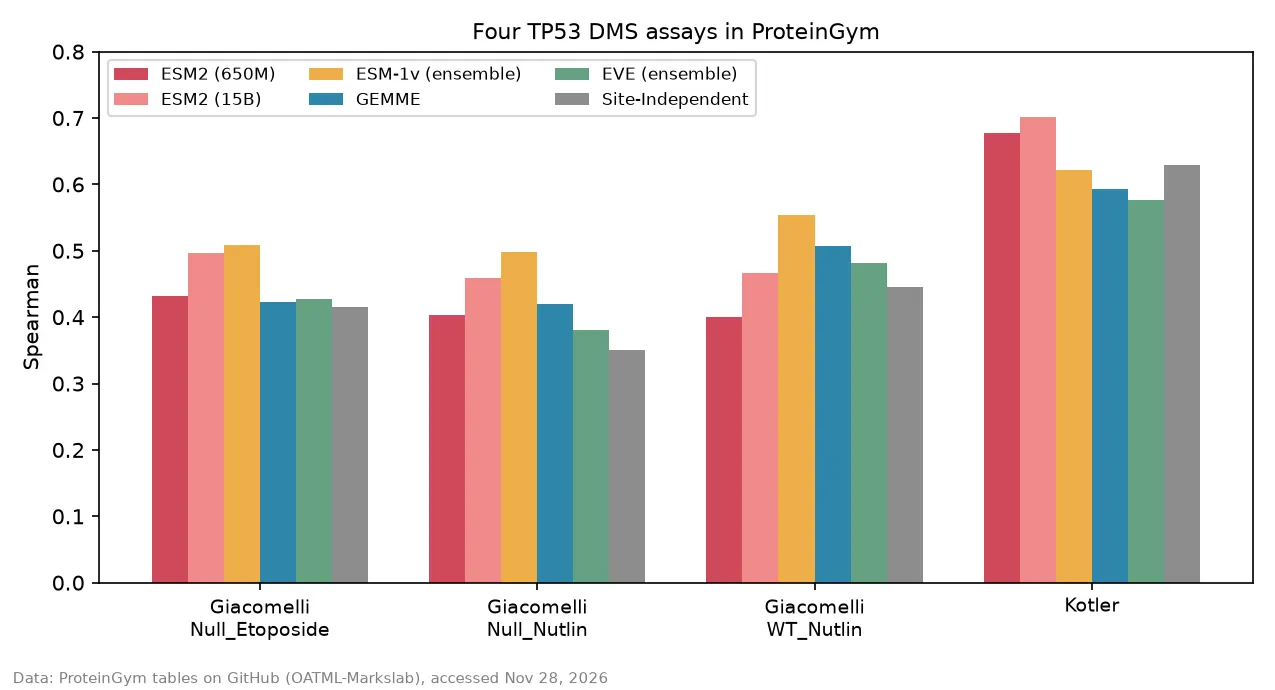 Four TP53 DMS assays in ProteinGym
ESM2 (650M)
ESM2 (15B)
ESM-1v (ensemble)
GEMME
EVE (ensemble)
Site-Independent
Spearman
0.8
0.7
0.6
0.5
0.4
0.3
0.2
0.1
0.0
Giacomelli
Null_Etoposide
Giacomelli
Null_Nutlin
Giacomelli
WT_Nutlin
Kotler
Data: ProteinGym tables on GitHub (OATML-Markslab), accessed Nov 28, 2026